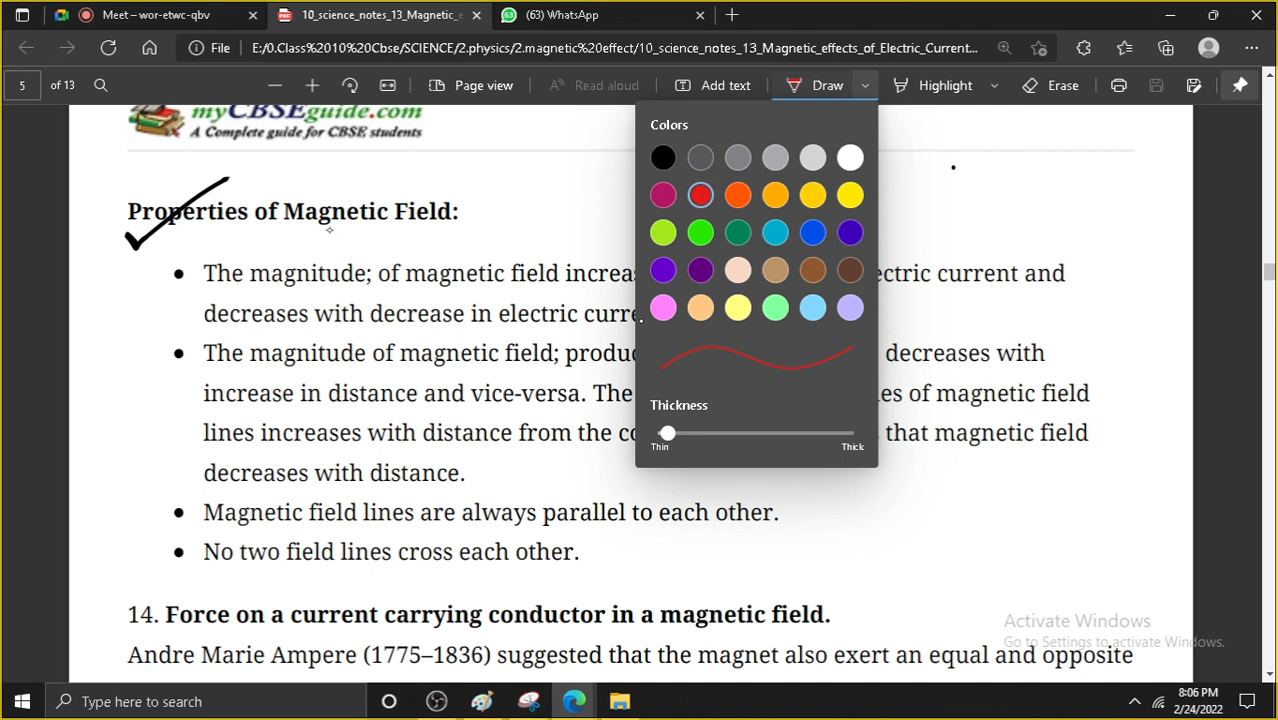 Meet – wor-etwc-qbv
10_science_notes_13_Magnetic_e
(63) WhatsApp
File
E:/0.Class%2010%20Cbse/SCIENCE/2.physics/2.magnetic%20effect/10_science_notes_13_Magnetic_effects_of_Electric_Current...
5 of 13
Page view
Read aloud
Add text
Draw
Highlight
Erase
myCBSEguide.com
A Complete guide for CBSE students
Colors
Thickness
Thin
Thick
Properties of Magnetic Field:
• The magnitude; of magnetic field increas ectric current and
decreases with decrease in electric curre
• The magnitude of magnetic field; produc decreases with
increase in distance and vice-versa. The es of magnetic field
lines increases with distance from the co that magnetic field
decreases with distance.
• Magnetic field lines are always parallel to each other.
• No two field lines cross each other.
14. Force on a current carrying conductor in a magnetic field.
Andre Marie Ampere (1775–1836) suggested that the magnet also exert an equal and opposite
Activate Windows
Go to Settings to activate Windows.
Type here to search
8:06 PM
2/24/2022